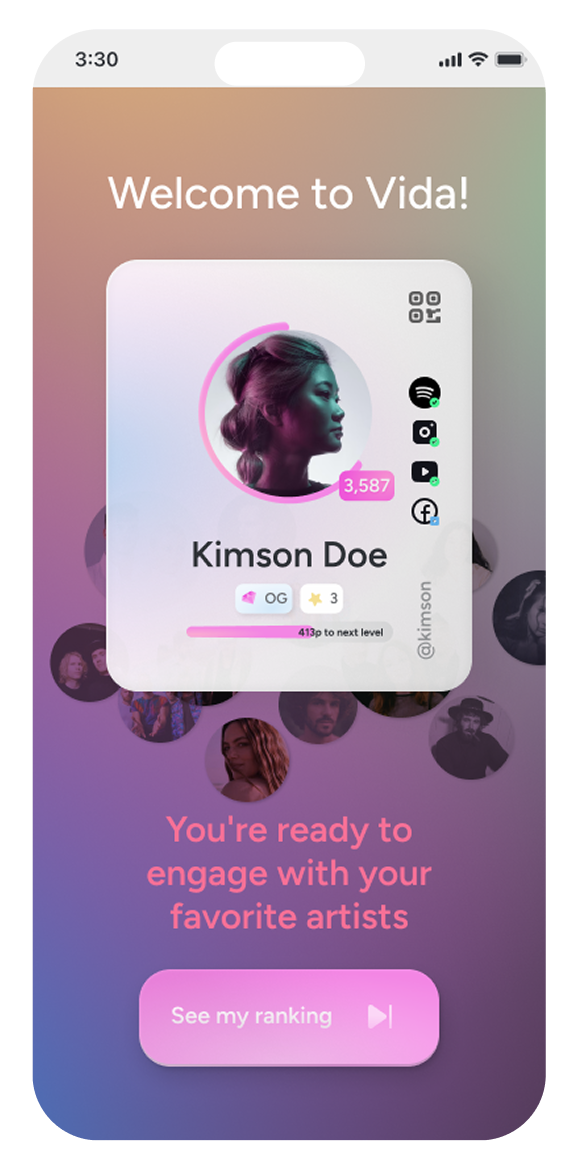 3:30
Welcome to Vida!
3,587
Kimson Doe
OG 3
413p to next level
@kimson
You're ready to
engage with your
favorite artists
See my ranking